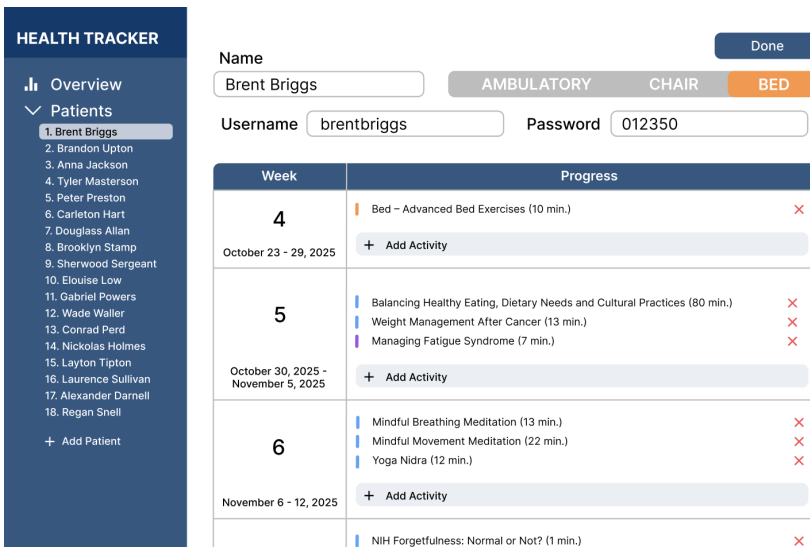 HEALTH TRACKER
Overview
Patients
1. Brent Briggs
2. Brandon Upton
3. Anna Jackson
4. Tyler Masterson
5. Peter Preston
6. Carleton Hart
7. Douglass Allan
8. Brooklyn Stamp
9. Sherwood Sergeant
10. Elouise Low
11. Gabriel Powers
12. Wade Waller
13. Conrad Perd
14. Nickolas Holmes
15. Layton Tipton
16. Laurence Sullivan
17. Alexander Darnell
18. Regan Snell
+ Add Patient
Done
Name
Brent Briggs
AMBULATORY CHAIR BED
Username brentbriggs Password 012350
Week Progress
4
October 23 - 29, 2025
Bed – Advanced Bed Exercises (10 min.)
+ Add Activity
5
October 30, 2025 -
November 5, 2025
Balancing Healthy Eating, Dietary Needs and Cultural Practices (80 min.)
Weight Management After Cancer (13 min.)
Managing Fatigue Syndrome (7 min.)
+ Add Activity
6
November 6 - 12, 2025
Mindful Breathing Meditation (13 min.)
Mindful Movement Meditation (22 min.)
Yoga Nidra (12 min.)
+ Add Activity
NIH Forgetfulness: Normal or Not? (1 min.)